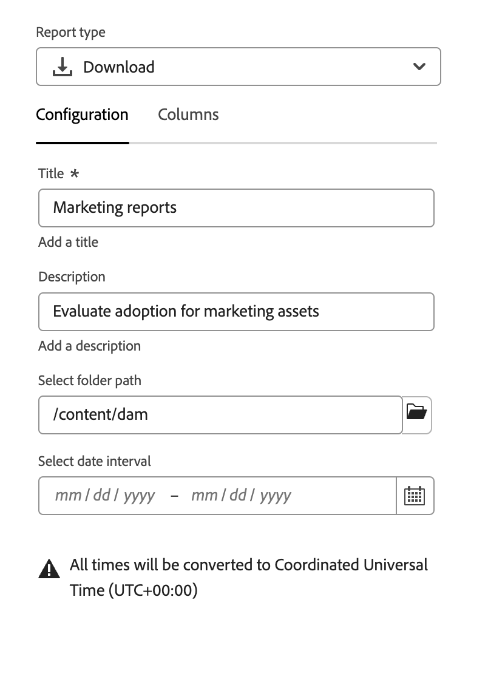 Report type
Download
Configuration Columns
Title *
Marketing reports
Add a title
Description
Evaluate adoption for marketing assets
Add a description
Select folder path
/content/dam
Select date interval
mm / dd / yyyy – mm / dd / yyyy
All times will be converted to Coordinated Universal
Time (UTC+00:00)